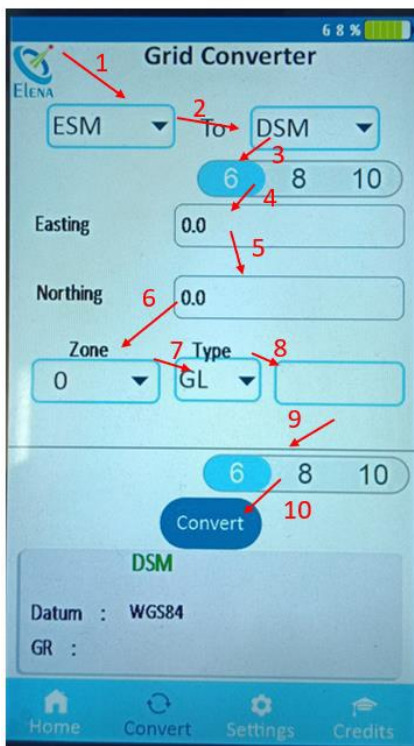 68%
Grid Converter
ELENA
1
2
ESM To DSM
3
6 8 10
4
Easting 0.0
5
Northing 0.0
6
Zone Type
7 8
0 GL
9
6 8 10
10
Convert
DSM
Datum : WGS84
GR :
Home Convert Settings Credits